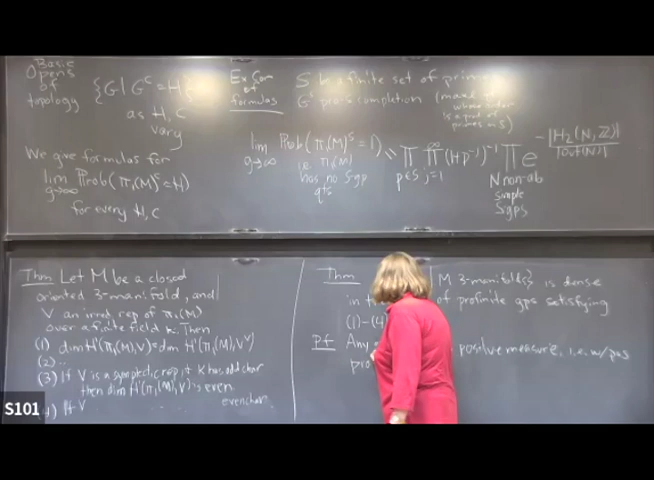 Basic
Opens
of
topology
{G | G^C = H}
as H, C
vary
We give formulas for
lim Prob(π₁(M)^C = H)
g→∞
for every H, C
Ex Gen
of
formulas
S be a finite set of primes
G^S pro-S completion
lim Prob(π₁(M)^S = 1)
g→∞
i.e. π₁(M)
has no S-gp
qts
∏ ∏ (1+p^-j)^-1 ∏ e^-|H₂(N, Z)|/|Out(N)|
p∈S j=1 ∞
N non-ab
simple
S-gps
Thm Let M be a closed
oriented 3-manifold, and
V an irred rep of π₁(M)
over a finite field k. Then
(1) dim H¹(π₁(M), V) = dim H¹(π₁(M), V^V)
(2) ..
(3) If V is a symplectic rep, + k has odd char
then dim H¹(π₁(M), V) is even.
(4) If V
even char.
Thm
M 3-manifolds} is dense
in
of profinite gps satisfying
(1)-(4)
Pf Any
positive measure, i.e. w/ pos
S101